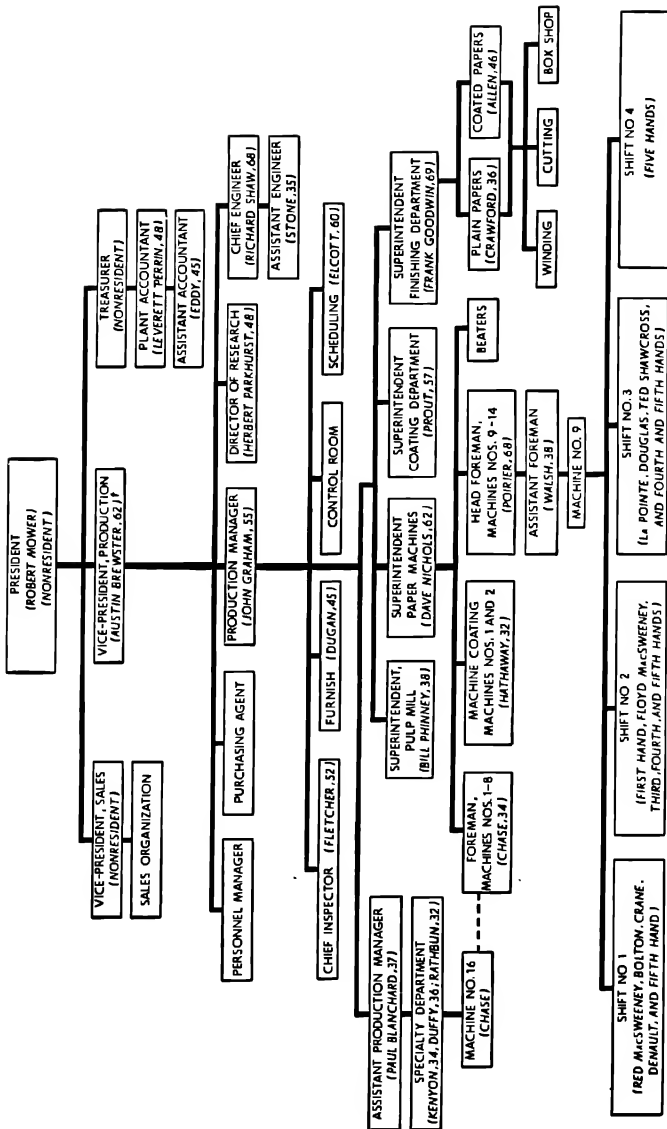 PRESIDENT
(ROBERT MOWER)
(NONRESIDENT)
VICE-PRESIDENT, SALES
(NONRESIDENT)
SALES ORGANIZATION
VICE-PRESIDENT, PRODUCTION
(AUSTIN BREWSTER, 62)†
TREASURER
(NONRESIDENT)
PLANT ACCOUNTANT
(LEVERETT PERRIN, 48)
ASSISTANT ACCOUNTANT
(EDDY, 45)
PERSONNEL MANAGER
PURCHASING AGENT
PRODUCTION MANAGER
(JOHN GRAHAM, 55)
DIRECTOR OF RESEARCH
(HERBERT PARKHURST, 48)
CHIEF ENGINEER
(RICHARD SHAW, 68)
ASSISTANT ENGINEER
(STONE, 35)
CHIEF INSPECTOR (FLETCHER, 52)
FURNISH (DUGAN, 45)
CONTROL ROOM
SCHEDULING (ELCOTT, 60)
ASSISTANT PRODUCTION MANAGER
(PAUL BLANCHARD, 37)
SPECIALTY DEPARTMENT
(KENYON, 34, DUFFY, 36; RATHBUN, 32)
MACHINE NO. 16
(CHASE)
SUPERINTENDENT,
PULP MILL
(BILL PHINNEY, 38)
SUPERINTENDENT
PAPER MACHINES
(DAVE NICHOLS, 62)
SUPERINTENDENT
COATING DEPARTMENT
(PROUT, 57)
SUPERINTENDENT
FINISHING DEPARTMENT
(FRANK GOODWIN, 69)
FOREMAN,
MACHINES NOS. 1-8
(CHASE, 34)
MACHINE COATING
MACHINES NOS. 1 AND 2
(HATHAWAY, 32)
HEAD FOREMAN,
MACHINES NOS. 9-14
(POIRIER, 68)
BEATERS
ASSISTANT FOREMAN
(WALSH, 38)
MACHINE NO. 9
PLAIN PAPERS
(CRAWFORD, 36)
COATED PAPERS
(ALLEN, 46)
WINDING
CUTTING
BOX SHOP
SHIFT NO 1
(RED MacSWEENEY, BOLTON, CRANE,
DENAULT, AND FIFTH HAND)
SHIFT NO 2
(FIRST HAND, FLOYD MacSWEENEY,
THIRD, FOURTH, AND FIFTH HANDS)
SHIFT NO. 3
(La POINTE, DOUGLAS, TED SHAWCROSS,
AND FOURTH AND FIFTH HANDS)
SHIFT NO 4
(FIVE HANDS)